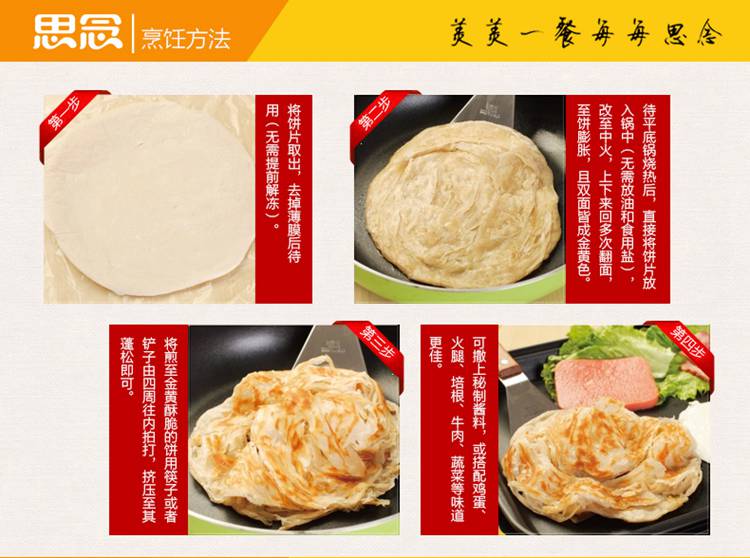 思念
烹饪方法
美美一餐每每思念
第一步
将饼片取出，去掉薄膜后待
用（无需提前解冻）。
第二步
待平底锅烧热后，直接将饼片放
入锅中（无需放油和食用盐），
改至中火，上下来回多次翻面，
至饼膨胀，且双面皆成金黄色。
第三步
将煎至金黄酥脆的饼用筷子或者
铲子由四周往内拍打，挤压至其
蓬松即可。
第四步
可撒上秘制酱料，或搭配鸡蛋、
火腿、培根、牛肉、蔬菜等味道
更佳。